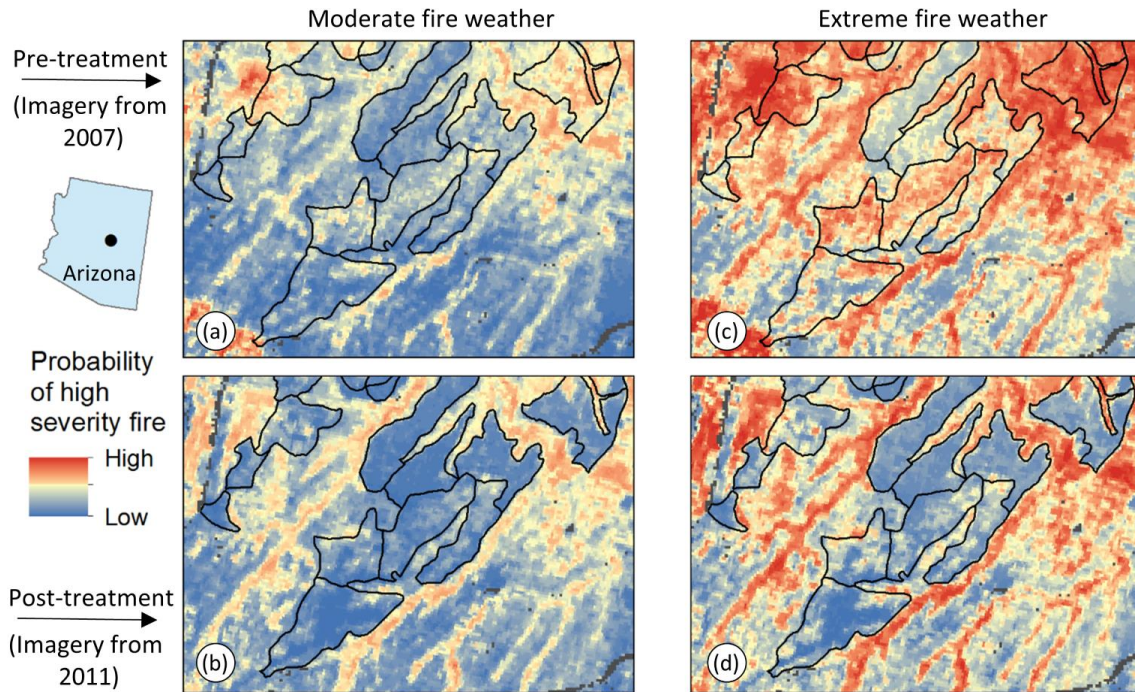 Moderate fire weather
Extreme fire weather
Pre-treatment
(Imagery from
2007)
Arizona
(a)
(c)
Probability
of high
severity fire
High
Low
Post-treatment
(Imagery from
2011)
(b)
(d)